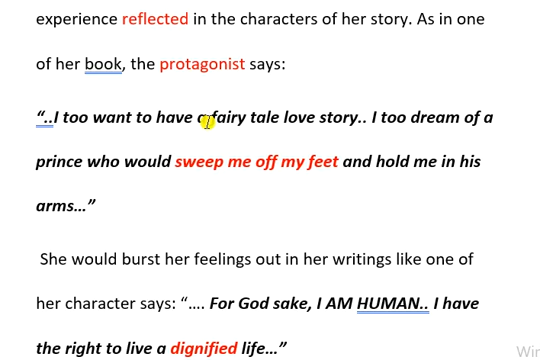 experience reflected in the characters of her story. As in one
of her book, the protagonist says:
“..I too want to have a fairy tale love story.. I too dream of a
prince who would sweep me off my feet and hold me in his
arms…”
She would burst her feelings out in her writings like one of
her character says: “…. For God sake, I AM HUMAN.. I have
the right to live a dignified life…”